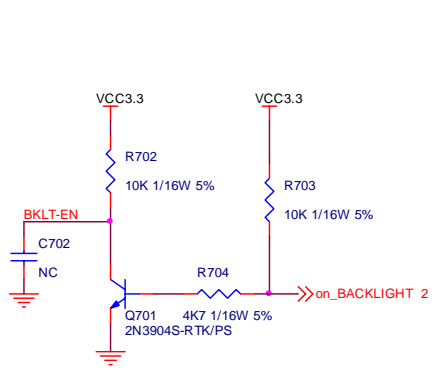 VCC3.3
VCC3.3
R702
10K 1/16W 5%
R703
10K 1/16W 5%
BKLT-EN
C702
NC
R704
4K7 1/16W 5%
on_BACKLIGHT 2
Q701
2N3904S-RTK/PS